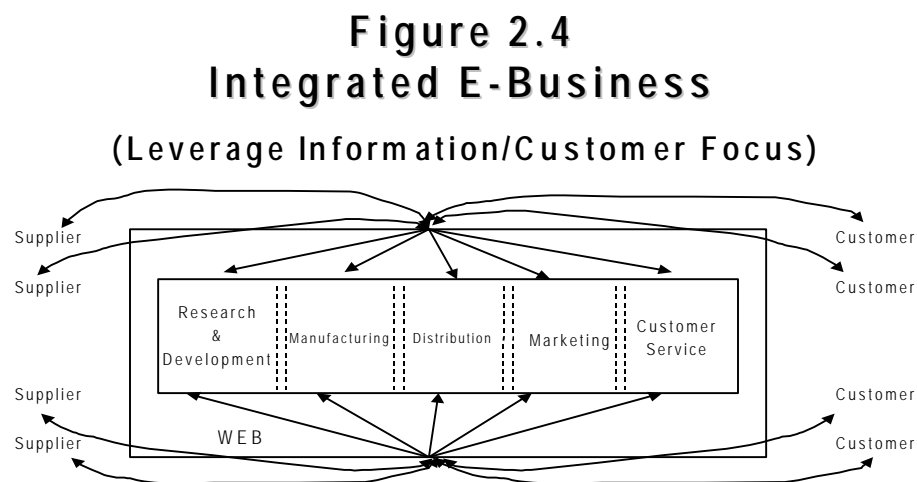 Figure 2.4
Integrated E-Business
(Leverage Information/Customer Focus)
Supplier
Customer
Supplier
Customer
Research
&
Development
Manufacturing
Distribution
Marketing
Customer
Service
Supplier
Customer
WEB
Supplier
Customer